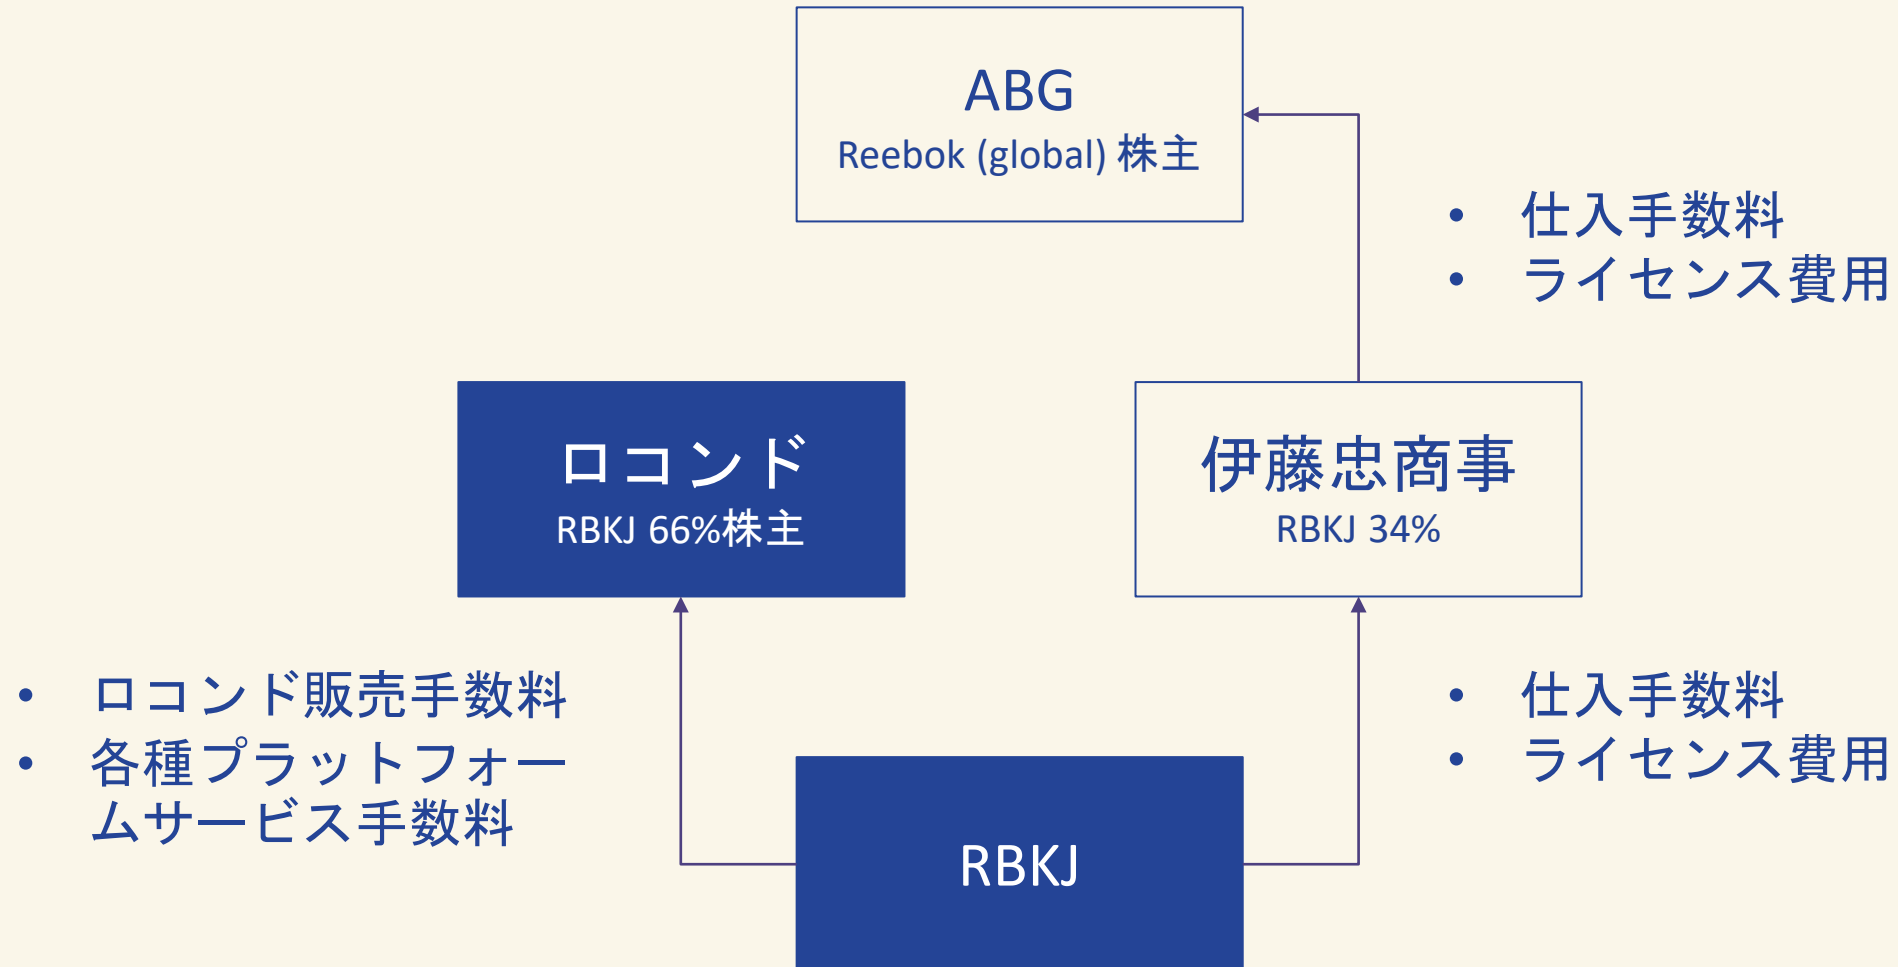 ABG
Reebok (global) 株主
• 仕入手数料
• ライセンス費用
ロコンド
RBKJ 66%株主
伊藤忠商事
RBKJ 34%
• ロコンド販売手数料
• 各種プラットフォー
ムサービス手数料
• 仕入手数料
• ライセンス費用
RBKJ